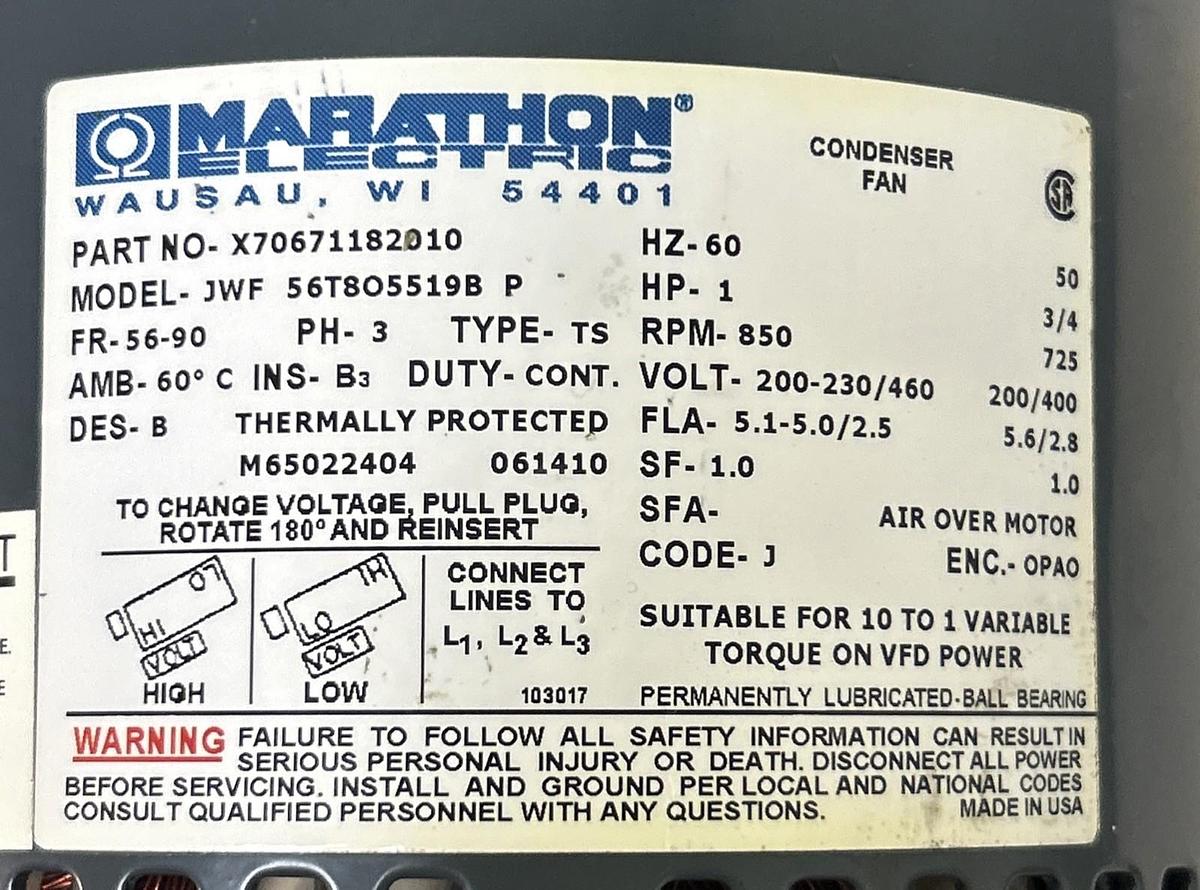 MARATHON®
ELECTRIC
WAUSAU, WI 54401
CONDENSER
FAN
SA
PART NO- X70671182010
MODEL- JWF 56T8O5519B P
FR- 56-90 PH- 3 TYPE- TS
AMB- 60° C INS- B3 DUTY- CONT.
DES- B THERMALLY PROTECTED
M65022404 061410
HZ- 60 50
HP- 1 3/4
RPM- 850 725
VOLT- 200-230/460 200/400
FLA- 5.1-5.0/2.5 5.6/2.8
SF- 1.0 1.0
SFA- AIR OVER MOTOR
CODE- J ENC.- OPAO
TO CHANGE VOLTAGE, PULL PLUG,
ROTATE 180° AND REINSERT
LO
HI
VOLT
HIGH
HI
LO
VOLT
LOW
CONNECT
LINES TO
L1, L2 & L3
103017
SUITABLE FOR 10 TO 1 VARIABLE
TORQUE ON VFD POWER
PERMANENTLY LUBRICATED-BALL BEARING
WARNING FAILURE TO FOLLOW ALL SAFETY INFORMATION CAN RESULT IN
SERIOUS PERSONAL INJURY OR DEATH. DISCONNECT ALL POWER
BEFORE SERVICING. INSTALL AND GROUND PER LOCAL AND NATIONAL CODES
CONSULT QUALIFIED PERSONNEL WITH ANY QUESTIONS. MADE IN USA